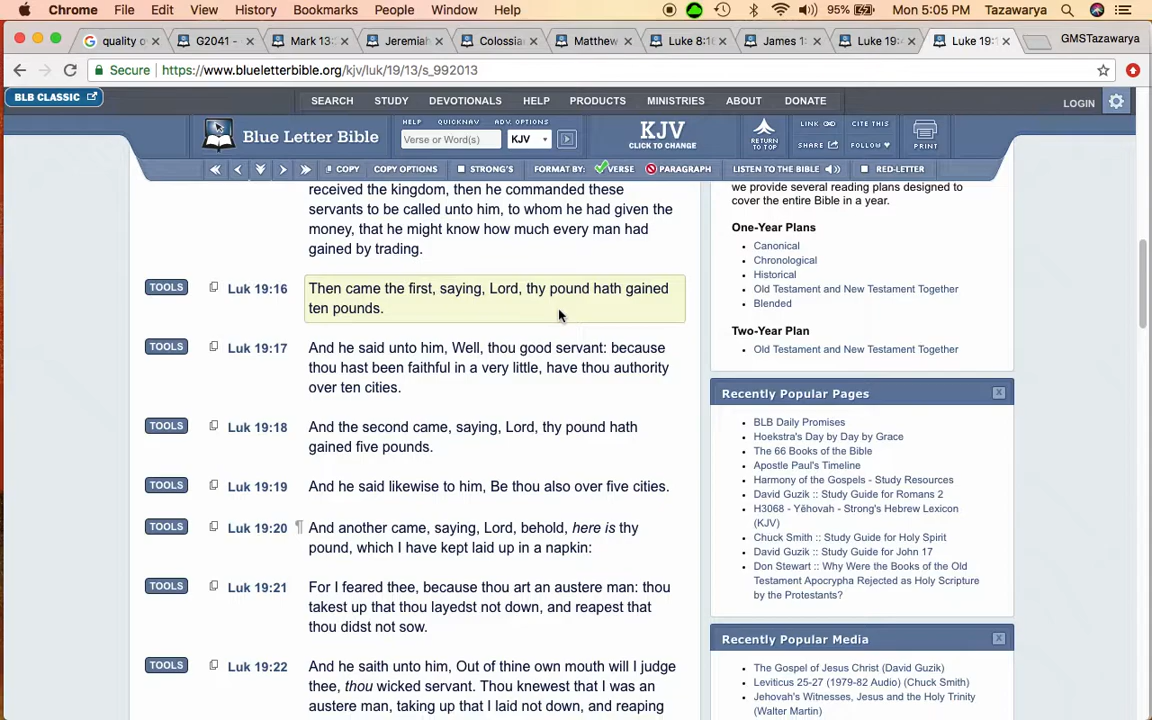 Chrome File Edit View History Bookmarks People Window Help 95% Mon 5:05 PM Tazawarya
quality o G2041 - Mark 13: Jeremiah Colossia Matthew Luke 8:1 James 1: Luke 19: Luke 19:1 GMSTazawarya
Secure https://www.blueletterbible.org/kjv/luk/19/13/s_992013
BLB CLASSIC SEARCH STUDY DEVOTIONALS HELP PRODUCTS MINISTRIES ABOUT DONATE LOGIN
HELP QUICKNAV ADV. OPTIONS
Blue Letter Bible Verse or Word(s) KJV
KJV
CLICK TO CHANGE
RETURN
TO TOP
LINK CITE THIS
SHARE FOLLOW PRINT
COPY COPY OPTIONS STRONG'S FORMAT BY: VERSE PARAGRAPH LISTEN TO THE BIBLE RED-LETTER
received the kingdom, then he commanded these
servants to be called unto him, to whom he had given the
money, that he might know how much every man had
gained by trading.
TOOLS Luk 19:16 Then came the first, saying, Lord, thy pound hath gained
ten pounds.
TOOLS Luk 19:17 And he said unto him, Well, thou good servant: because
thou hast been faithful in a very little, have thou authority
over ten cities.
TOOLS Luk 19:18 And the second came, saying, Lord, thy pound hath
gained five pounds.
TOOLS Luk 19:19 And he said likewise to him, Be thou also over five cities.
TOOLS Luk 19:20 ¶ And another came, saying, Lord, behold, here is thy
pound, which I have kept laid up in a napkin:
TOOLS Luk 19:21 For I feared thee, because thou art an austere man: thou
takest up that thou layedst not down, and reapest that
thou didst not sow.
TOOLS Luk 19:22 And he saith unto him, Out of thine own mouth will I judge
thee, thou wicked servant. Thou knewest that I was an
austere man, taking up that I laid not down, and reaping
we provide several reading plans designed to
cover the entire Bible in a year.
One-Year Plans
• Canonical
• Chronological
• Historical
• Old Testament and New Testament Together
• Blended
Two-Year Plan
• Old Testament and New Testament Together
Recently Popular Pages
• BLB Daily Promises
• Hoekstra's Day by Day by Grace
• The 66 Books of the Bible
• Apostle Paul's Timeline
• Harmony of the Gospels - Study Resources
• David Guzik :: Study Guide for Romans 2
• H3068 - Yĕhovah - Strong's Hebrew Lexicon
(KJV)
• Chuck Smith :: Study Guide for Holy Spirit
• David Guzik :: Study Guide for John 17
• Don Stewart :: Why Were the Books of the Old
Testament Apocrypha Rejected as Holy Scripture
by the Protestants?
Recently Popular Media
• The Gospel of Jesus Christ (David Guzik)
• Leviticus 25-27 (1979-82 Audio) (Chuck Smith)
• Jehovah's Witnesses, Jesus and the Holy Trinity
(Walter Martin)